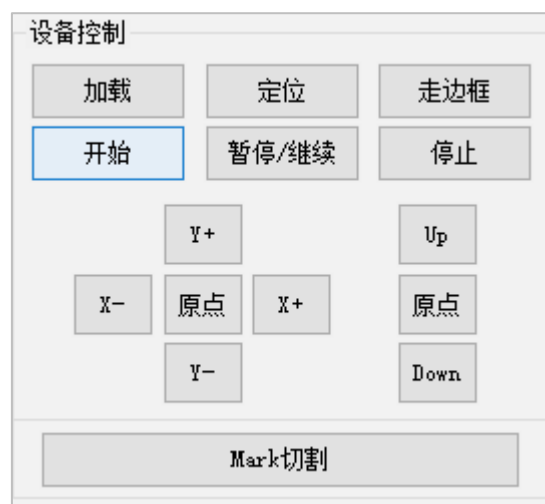 设备控制
加载 定位 走边框
开始 暂停/继续 停止
Y+ Up
X- 原点 X+ 原点
Y- Down
Mark切割